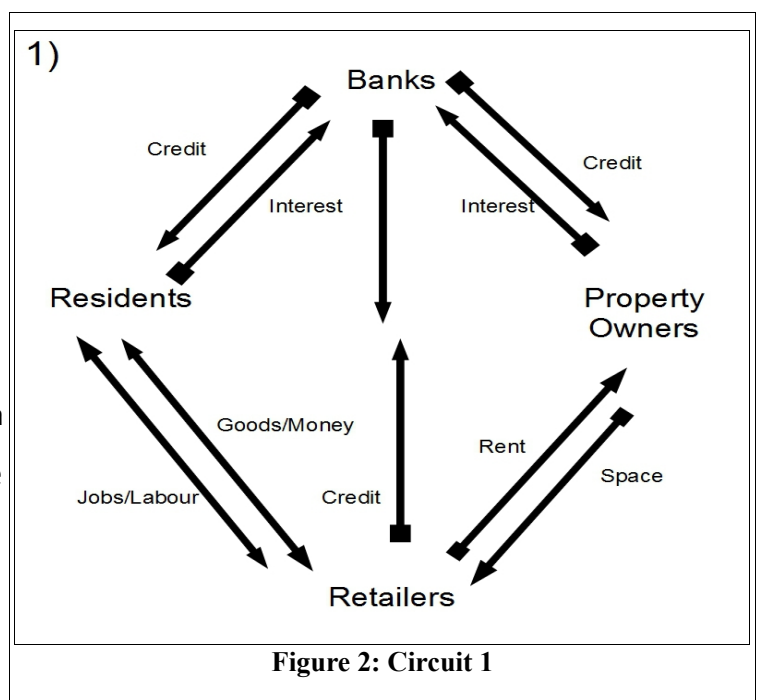 1)
Banks
Credit
Credit
Interest
Interest
Residents
Property
Owners
Goods/Money
Rent
Space
Jobs/Labour
Credit
Retailers
Figure 2: Circuit 1